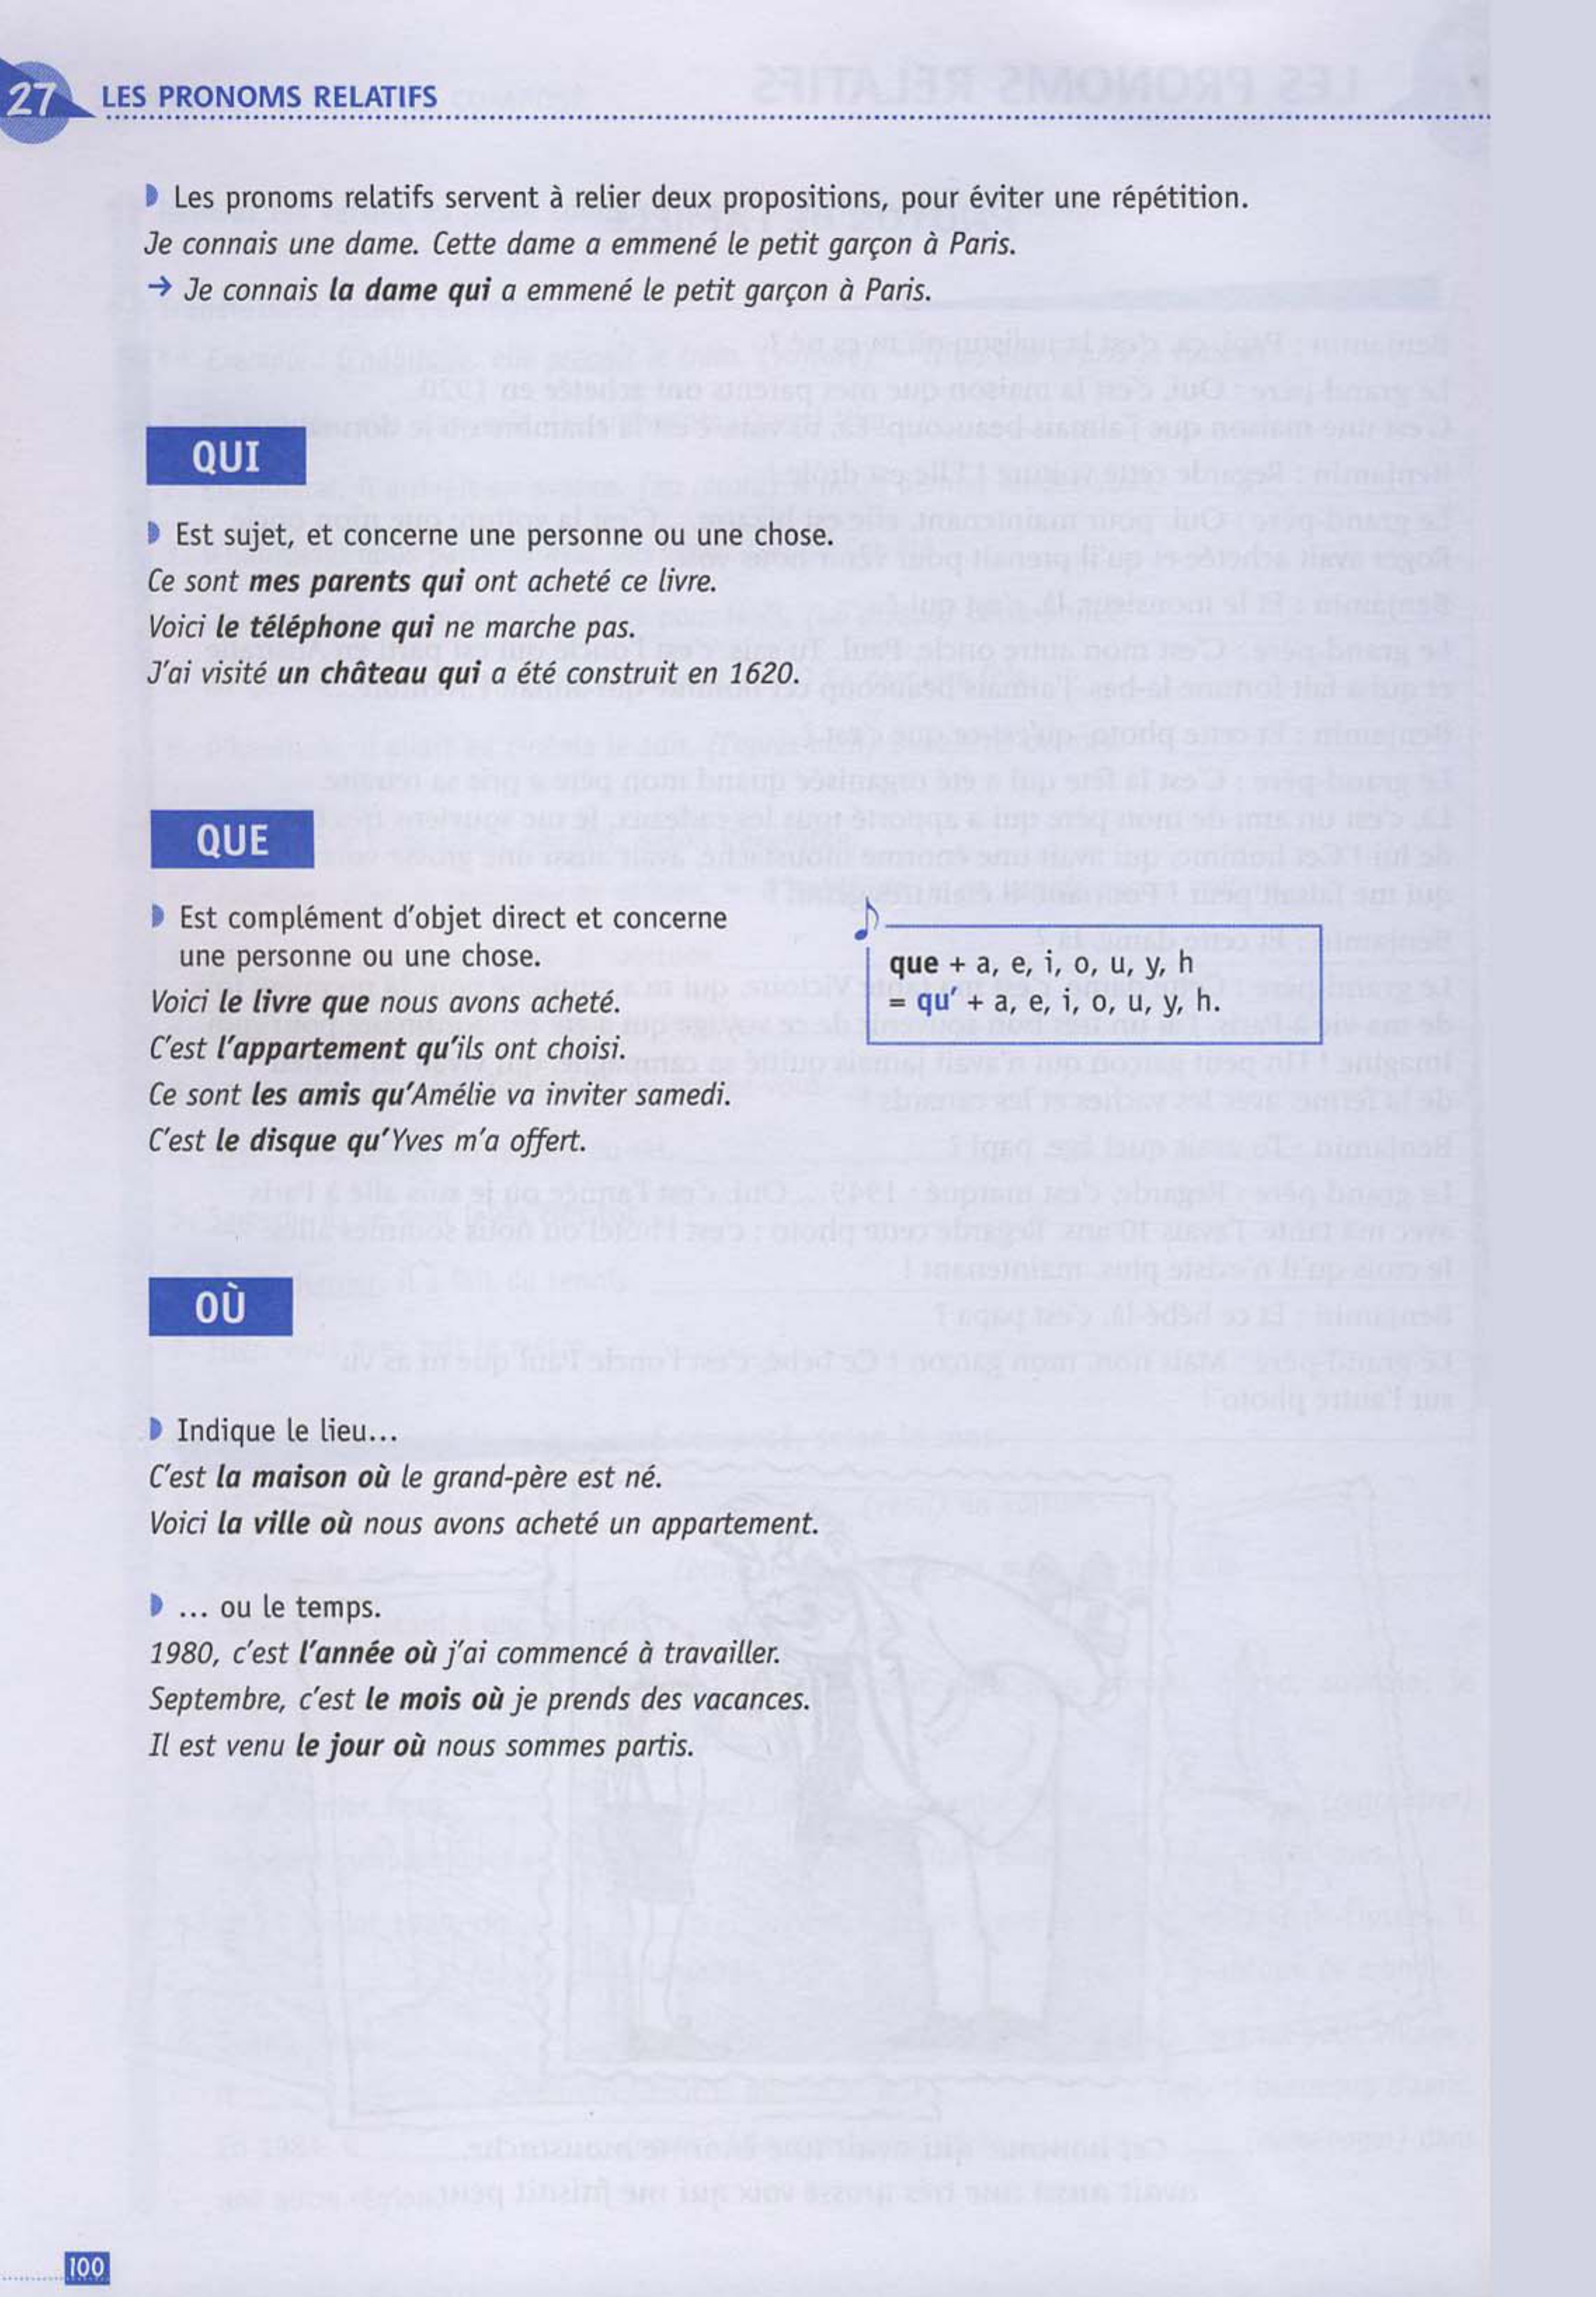 27 LES PRONOMS RELATIFS
Les pronoms relatifs servent à relier deux propositions, pour éviter une répétition.
Je connais une dame. Cette dame a emmené le petit garçon à Paris.
→ Je connais la dame qui a emmené le petit garçon à Paris.
QUI
Est sujet, et concerne une personne ou une chose.
Ce sont mes parents qui ont acheté ce livre.
Voici le téléphone qui ne marche pas.
J'ai visité un château qui a été construit en 1620.
QUE
Est complément d'objet direct et concerne
une personne ou une chose.
Voici le livre que nous avons acheté.
C'est l'appartement qu'ils ont choisi.
Ce sont les amis qu'Amélie va inviter samedi.
C'est le disque qu'Yves m'a offert.
que + a, e, i, o, u, y, h
= qu' + a, e, i, o, u, y, h.
OÙ
Indique le lieu...
C'est la maison où le grand-père est né.
Voici la ville où nous avons acheté un appartement.
... ou le temps.
1980, c'est l'année où j'ai commencé à travailler.
Septembre, c'est le mois où je prends des vacances.
Il est venu le jour où nous sommes partis.
100